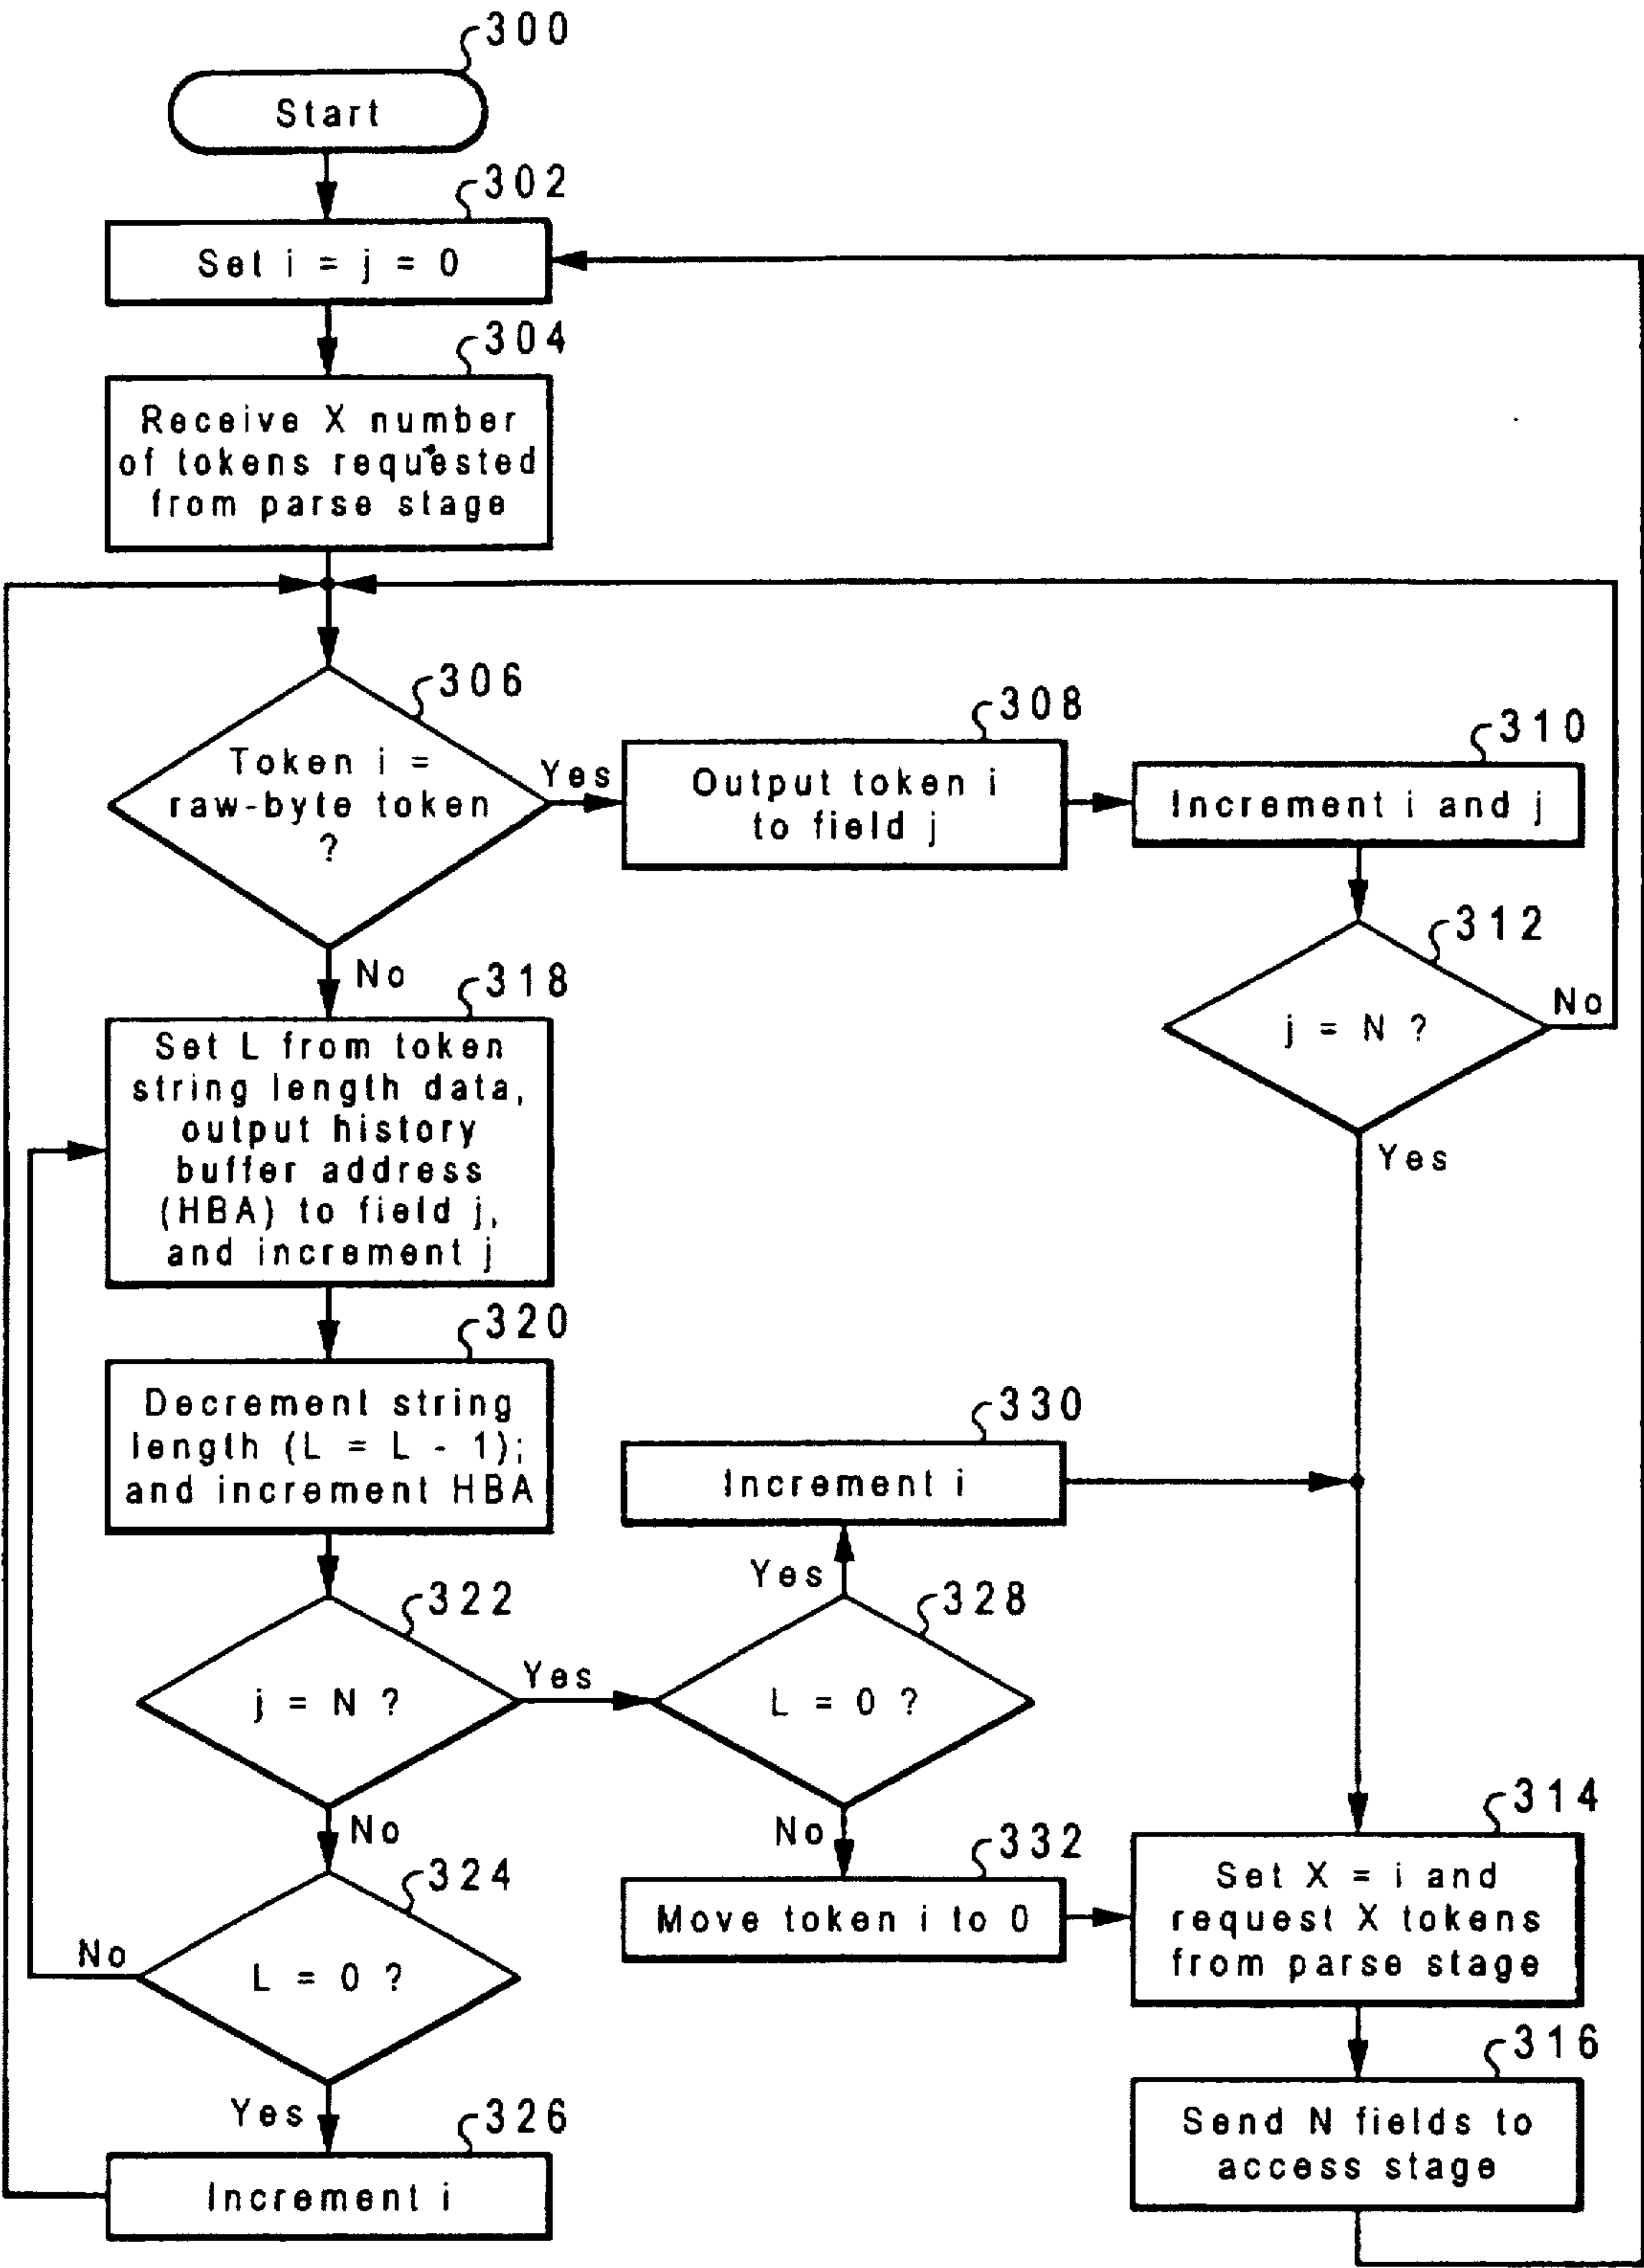 300
Start
302
Set i = j = 0
304
Receive X number
of tokens requested
from parse stage
306
Token i =
raw-byte token
?
Yes
308
Output token i
to field j
310
Increment i and j
312
j = N ?
No
Yes
No
318
Set L from token
string length data,
output history
buffer address
(HBA) to field j,
and increment j
320
Decrement string
length (L = L - 1);
and increment HBA
330
Increment i
Yes
322
j = N ?
Yes
328
L = 0 ?
No
No
324
L = 0 ?
No
Yes
332
Move token i to 0
314
Set X = i and
request X tokens
from parse stage
316
Send N fields to
access stage
326
Increment i